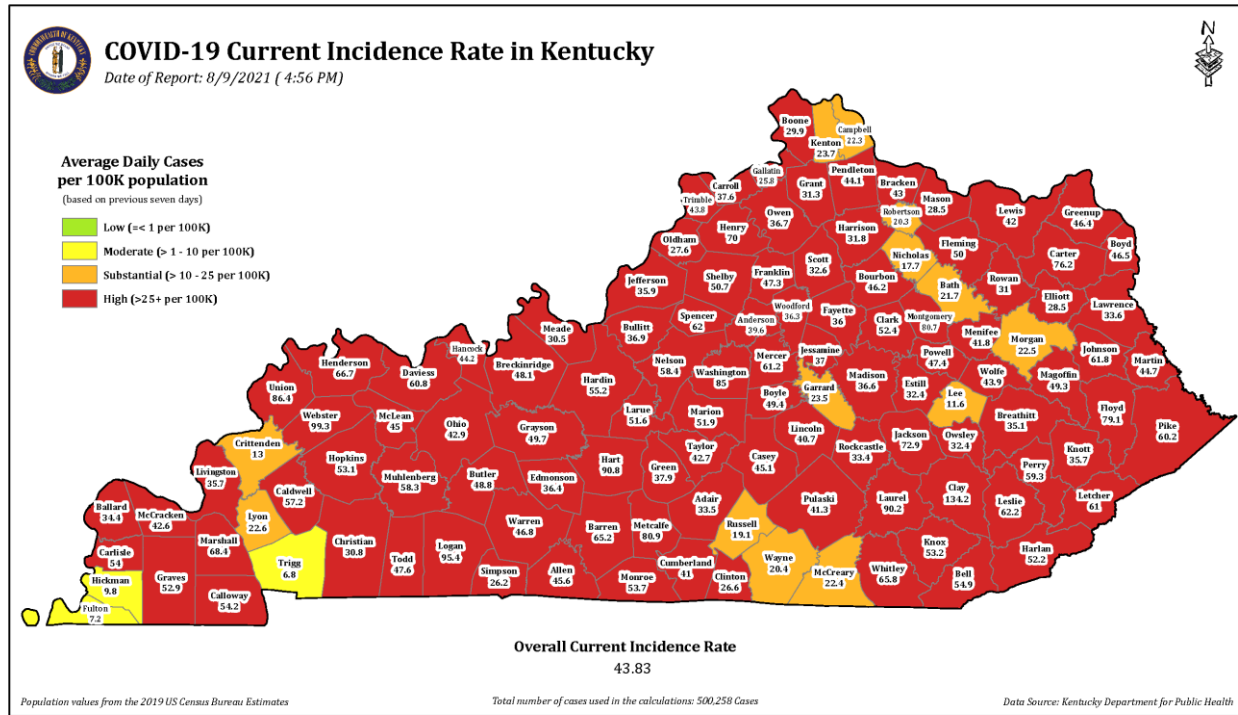 COVID-19 Current Incidence Rate in Kentucky
Date of Report: 8/9/2021 ( 4:56 PM)
N
Average Daily Cases
per 100K population
(based on previous seven days)
Low (=< 1 per 100K)
Moderate (> 1 - 10 per 100K)
Substantial (> 10 - 25 per 100K)
High (>25+ per 100K)
Boone
29.9
Campbell
22.3
Kenton
23.7
Gallatin
25.8
Pendleton
44.1
Carroll
37.6
Grant
31.3
Bracken
43
Trimble
43.8
Mason
28.5
Lewis
42
Greenup
46.4
Owen
36.7
Robertson
20.3
Henry
70
Harrison
31.8
Oldham
27.6
Fleming
50
Boyd
46.5
Carter
76.2
Nicholas
17.7
Scott
32.6
Franklin
47.3
Shelby
50.7
Bourbon
46.2
Rowan
31
Jefferson
35.9
Bath
21.7
Elliott
28.5
Lawrence
33.6
Woodford
36.3
Fayette
36
Spencer
62
Anderson
39.6
Clark
52.4
Montgomery
80.7
Meade
30.5
Bullitt
36.9
Menifee
41.8
Morgan
22.5
Johnson
61.8
Martin
44.7
Hancock
44.2
Jessamine
37
Powell
47.4
Mercer
61.2
Henderson
66.7
Daviess
60.8
Breckinridge
48.1
Nelson
58.4
Washington
85
Wolfe
43.9
Magoffin
49.3
Hardin
55.2
Madison
36.6
Estill
32.4
Garrard
23.5
Lee
11.6
Union
86.4
Boyle
49.4
Webster
99.3
McLean
45
Larue
51.6
Marion
51.9
Floyd
79.1
Breathitt
35.1
Ohio
42.9
Grayson
49.7
Pike
60.2
Lincoln
40.7
Rockcastle
33.4
Jackson
72.9
Owsley
32.4
Crittenden
13
Taylor
42.7
Knott
35.7
Casey
45.1
Hopkins
53.1
Hart
90.8
Green
37.9
Perry
59.3
Livingston
35.7
Muhlenberg
58.3
Butler
48.8
Edmonson
36.4
Clay
134.2
Caldwell
57.2
Adair
33.5
Pulaski
41.3
Laurel
90.2
Leslie
62.2
Letcher
61
Ballard
34.4
McCracken
42.6
Lyon
22.6
Warren
46.8
Barren
65.2
Metcalfe
80.9
Russell
19.1
Marshall
68.4
Christian
30.8
Knox
53.2
Harlan
52.2
Carlisle
54
Logan
95.4
Todd
47.6
Trigg
6.8
Wayne
20.4
Cumberland
41
Simpson
26.2
Allen
45.6
McCreary
22.4
Whitley
65.8
Hickman
9.8
Graves
52.9
Monroe
53.7
Clinton
26.6
Bell
54.9
Calloway
54.2
Fulton
7.2
Overall Current Incidence Rate
43.83
Population values from the 2019 US Census Bureau Estimates
Total number of cases used in the calculations: 500,258 Cases
Data Source: Kentucky Department for Public Health